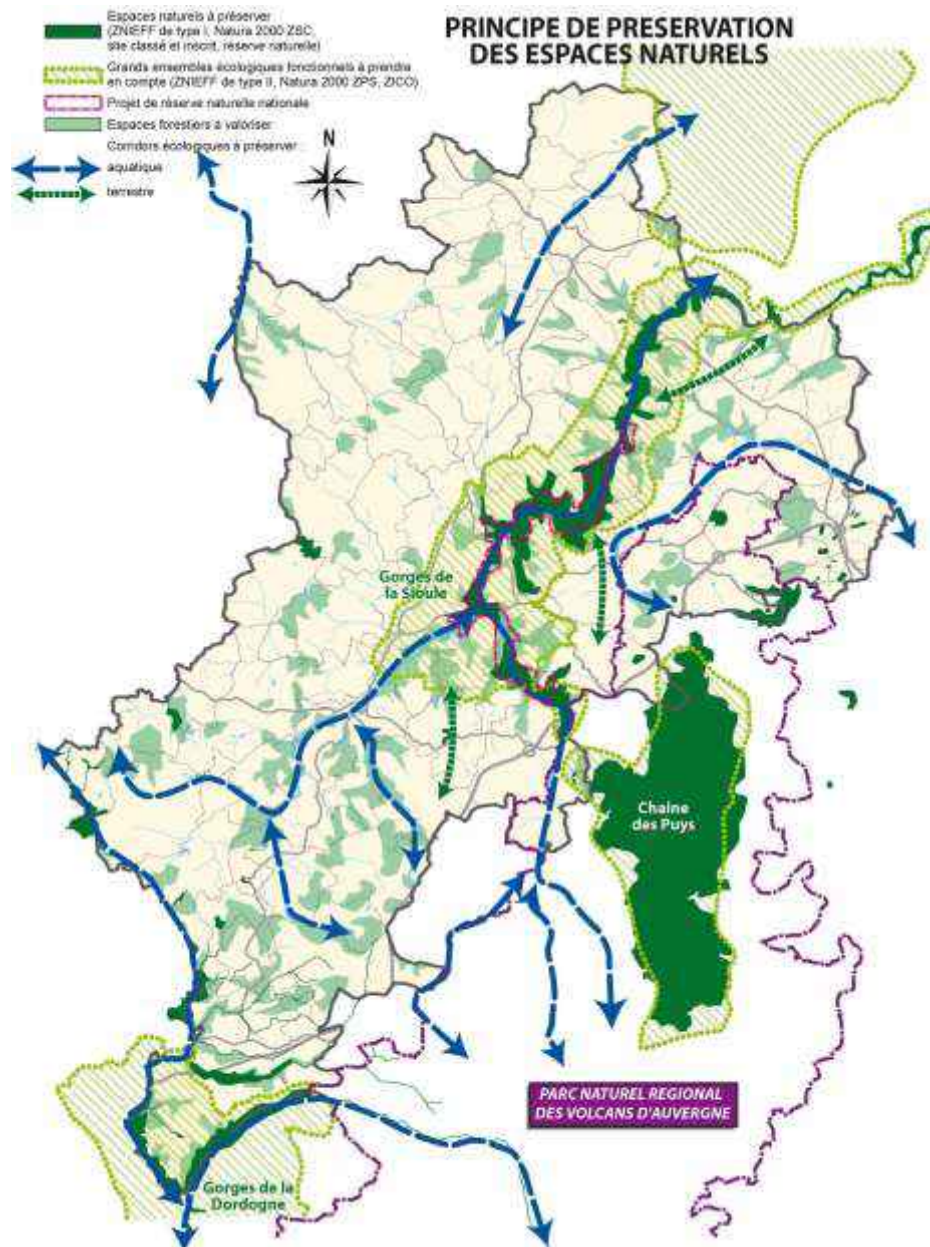 PRINCIPE DE PRESERVATION
DES ESPACES NATURELS
Espaces naturels à préserver
(ZNIEFF de type I, Natura 2000 ZSC,
site classé et inscrit, réserve naturelle)
Grands ensembles écologiques fonctionnels à prendre
en compte (ZNIEFF de type II, Natura 2000 ZPS, ZICO)
Projet de réserve naturelle nationale
Espaces forestiers à valoriser
Corridors écologiques à préserver
aquatique
terrestre
N
Gorges de
la Sioule
Chaîne
des Puys
PARC NATUREL REGIONAL
DES VOLCANS D'AUVERGNE
Gorges de la
Dordogne